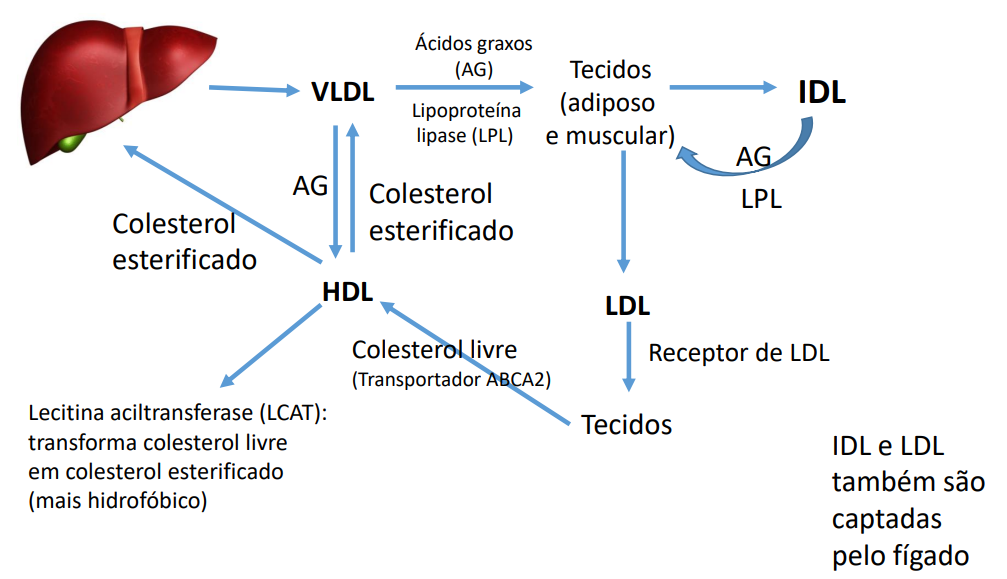 Ácidos graxos
(AG)
VLDL
Lipoproteína
lipase (LPL)
Tecidos
(adiposo
e muscular)
IDL
AG
LPL
AG
Colesterol
esterificado
Colesterol
esterificado
HDL
LDL
Colesterol livre
(Transportador ABCA2)
Receptor de LDL
Tecidos
Lecitina aciltransferase (LCAT):
transforma colesterol livre
em colesterol esterificado
(mais hidrofóbico)
IDL e LDL
também são
captadas
pelo fígado